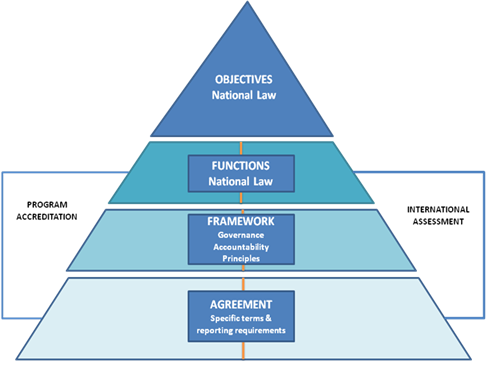 OBJECTIVES
National Law
FUNCTIONS
National Law
PROGRAM
ACCREDITATION
INTERNATIONAL
ASSESSMENT
FRAMEWORK
Governance
Accountability
Principles
AGREEMENT
Specific terms &
reporting requirements